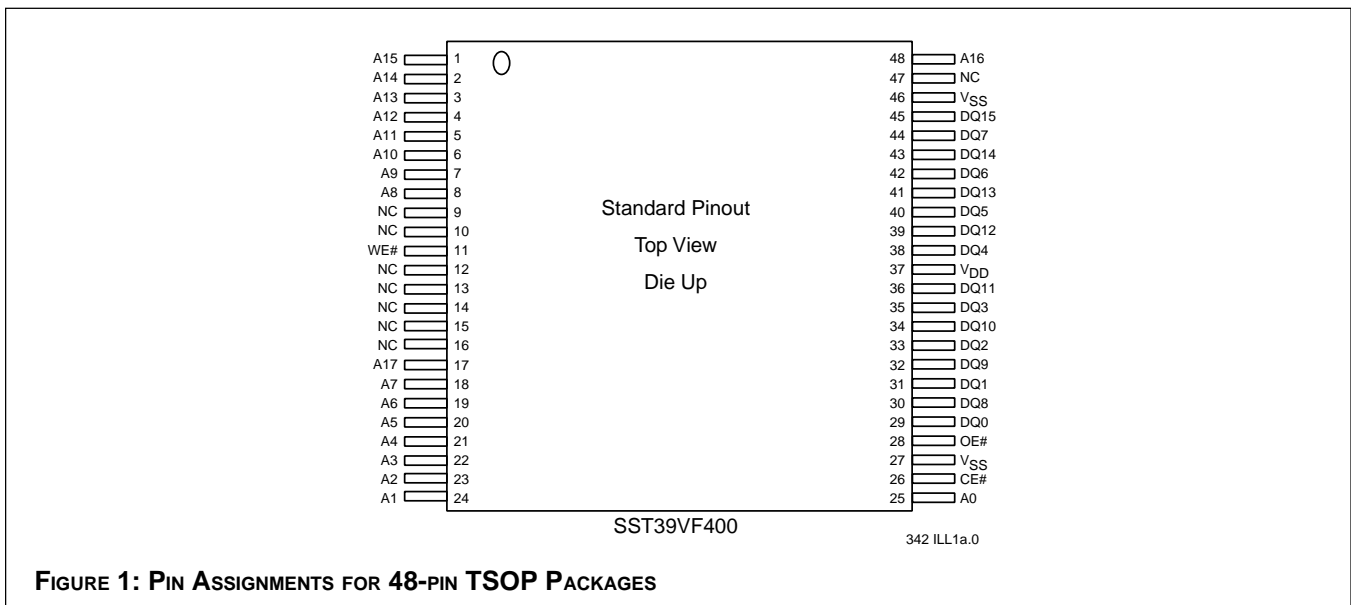 A15 1 48 A16
A14 2 47 NC
A13 3 46 VSS
A12 4 45 DQ15
A11 5 44 DQ7
A10 6 43 DQ14
A9 7 42 DQ6
A8 8 41 DQ13
NC 9 Standard Pinout 40 DQ5
NC 10 39 DQ12
WE# 11 Top View 38 DQ4
NC 12 37 VDD
NC 13 Die Up 36 DQ11
NC 14 35 DQ3
NC 15 34 DQ10
NC 16 33 DQ2
A17 17 32 DQ9
A7 18 31 DQ1
A6 19 30 DQ8
A5 20 29 DQ0
A4 21 28 OE#
A3 22 27 VSS
A2 23 26 CE#
A1 24 25 A0
SST39VF400
342 ILL1a.0
FIGURE 1: PIN ASSIGNMENTS FOR 48-PIN TSOP PACKAGES